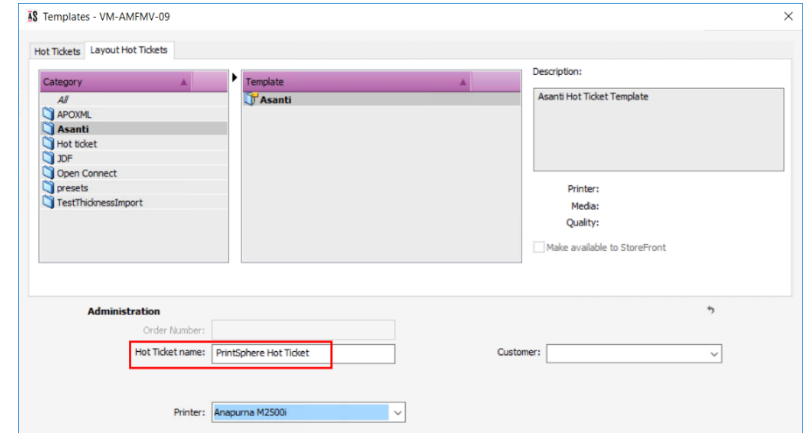 AS Templates - VM-AMFMV-09
Hot Tickets Layout Hot Tickets
Category
All
APOXML
Asanti
Hot ticket
JDF
Open Connect
presets
TestThicknessImport
Template
Asanti
Description:
Asanti Hot Ticket Template
Printer:
Media:
Quality:
Make available to StoreFront
Administration
Order Number:
Hot Ticket name: PrintSphere Hot Ticket
Customer:
Printer: Anapurna M2500i